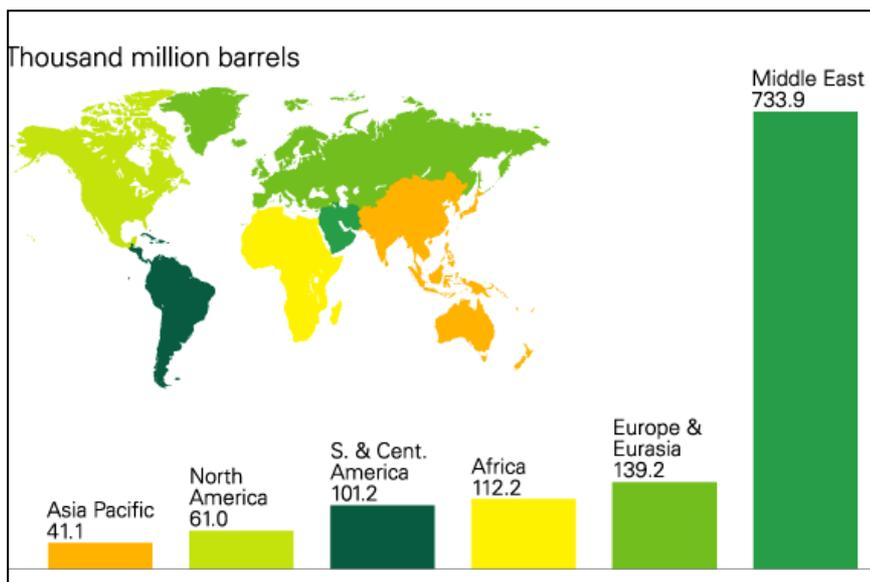 Thousand million barrels
Middle East
733.9
Europe &
Eurasia
139.2
S. & Cent.
America
101.2
Africa
112.2
North
America
61.0
Asia Pacific
41.1